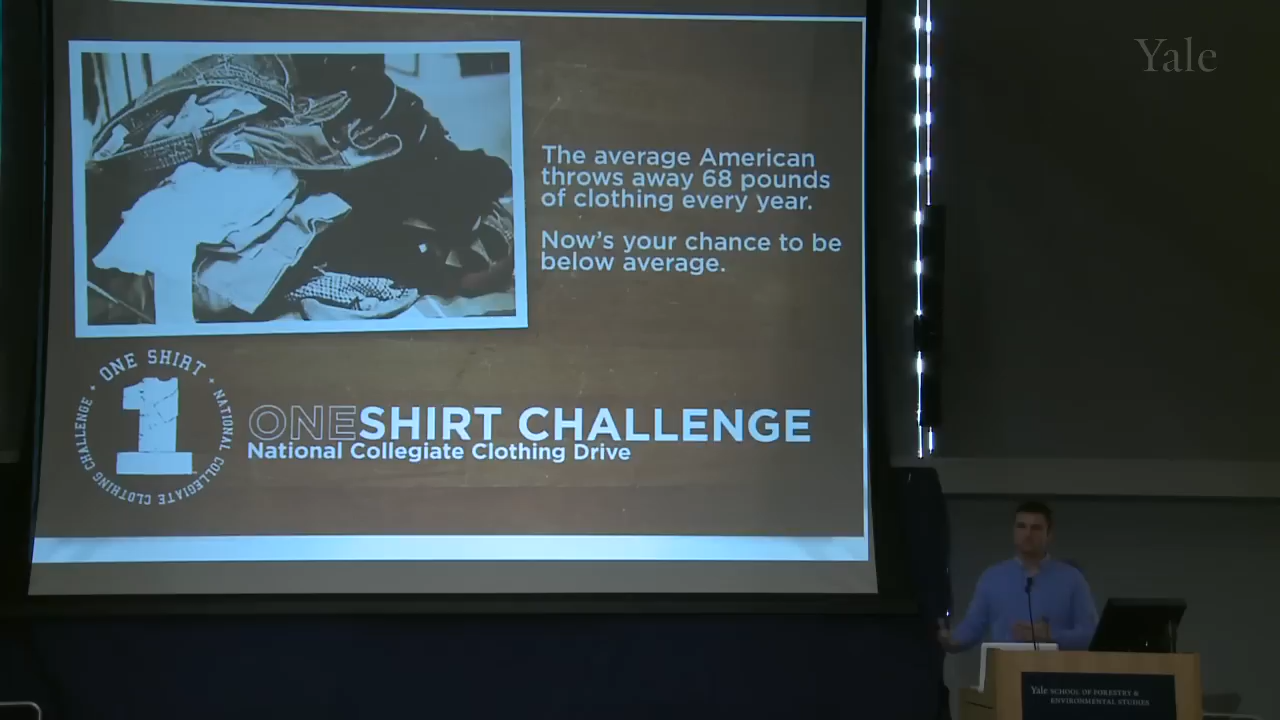 Yale
The average American
throws away 68 pounds
of clothing every year.
Now's your chance to be
below average.
ONE SHIRT
NATIONAL COLLEGIATE CLOTHING CHALLENGE
1
ONESHIRT CHALLENGE
National Collegiate Clothing Drive
Yale SCHOOL OF FORESTRY &
ENVIRONMENTAL STUDIES